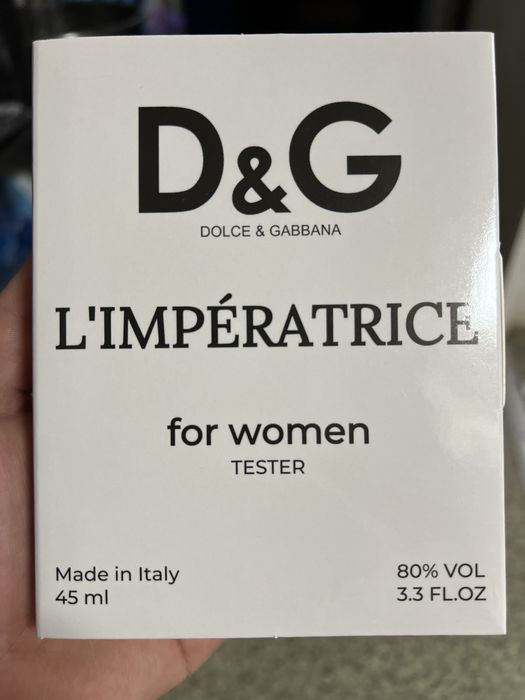 D&G
DOLCE & GABBANA
L'IMPÉRATRICE
for women
TESTER
Made in Italy
45 ml
80% VOL
3.3 FL.OZ